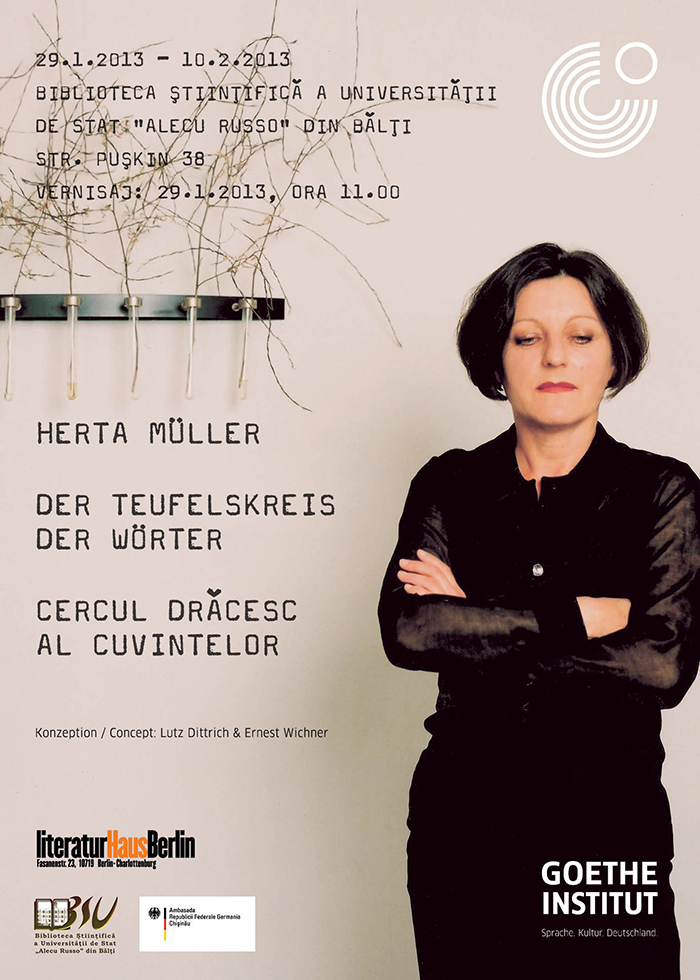 29.1.2013 – 10.2.2013
BIBLIOTECA ŞTIINŢIFICĂ A UNIVERSITĂŢII
DE STAT "ALECU RUSSO" DIN BĂLŢI
STR. PUŞKIN 38
VERNISAJ: 29.1.2013, ORA 11.00
HERTA MÜLLER
DER TEUFELSKREIS
DER WÖRTER
CERCUL DRĂCESC
AL CUVINTELOR
Konzeption / Concept: Lutz Dittrich & Ernest Wichner
literaturHausBerlin
Fasanenstr. 23, 10719 Berlin-Charlottenburg
BŞU
Biblioteca Ştiinţifică
a Universităţii de Stat
„Alecu Russo" din Bălţi
Ambasada
Republicii Federale Germania
Chişinău
GOETHE
INSTITUT
Sprache. Kultur. Deutschland.